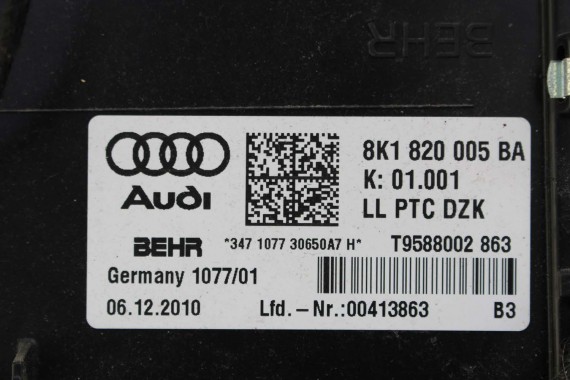 BEHR
8K1 820 005 BA
K: 01.001
Audi
LL PTC DZK
BEHR *347 1077 30650A7 H* T9588002 863
Germany 1077/01
06.12.2010 Lfd.-Nr.:00413863 B3